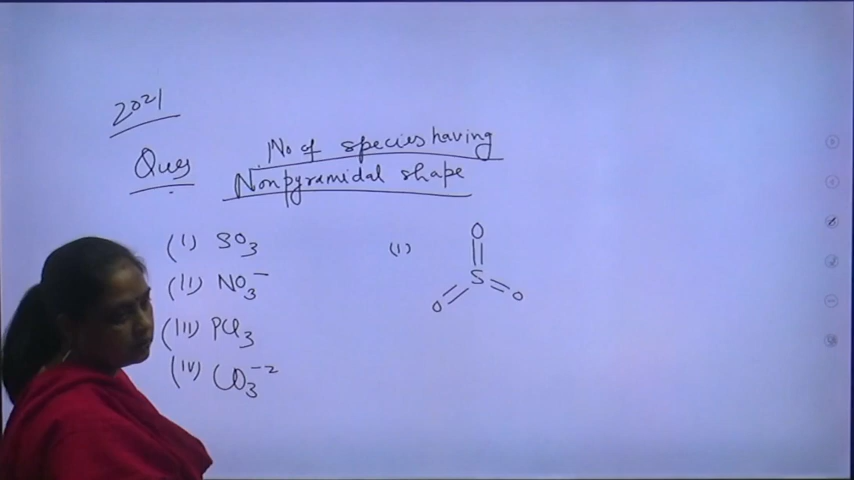 2021
Ques No of species having
Nonpyramidal shape
(I) SO3
(II) NO3⁻
(III) PCl3
(IV) CO3⁻²
(I)
O
S
O O